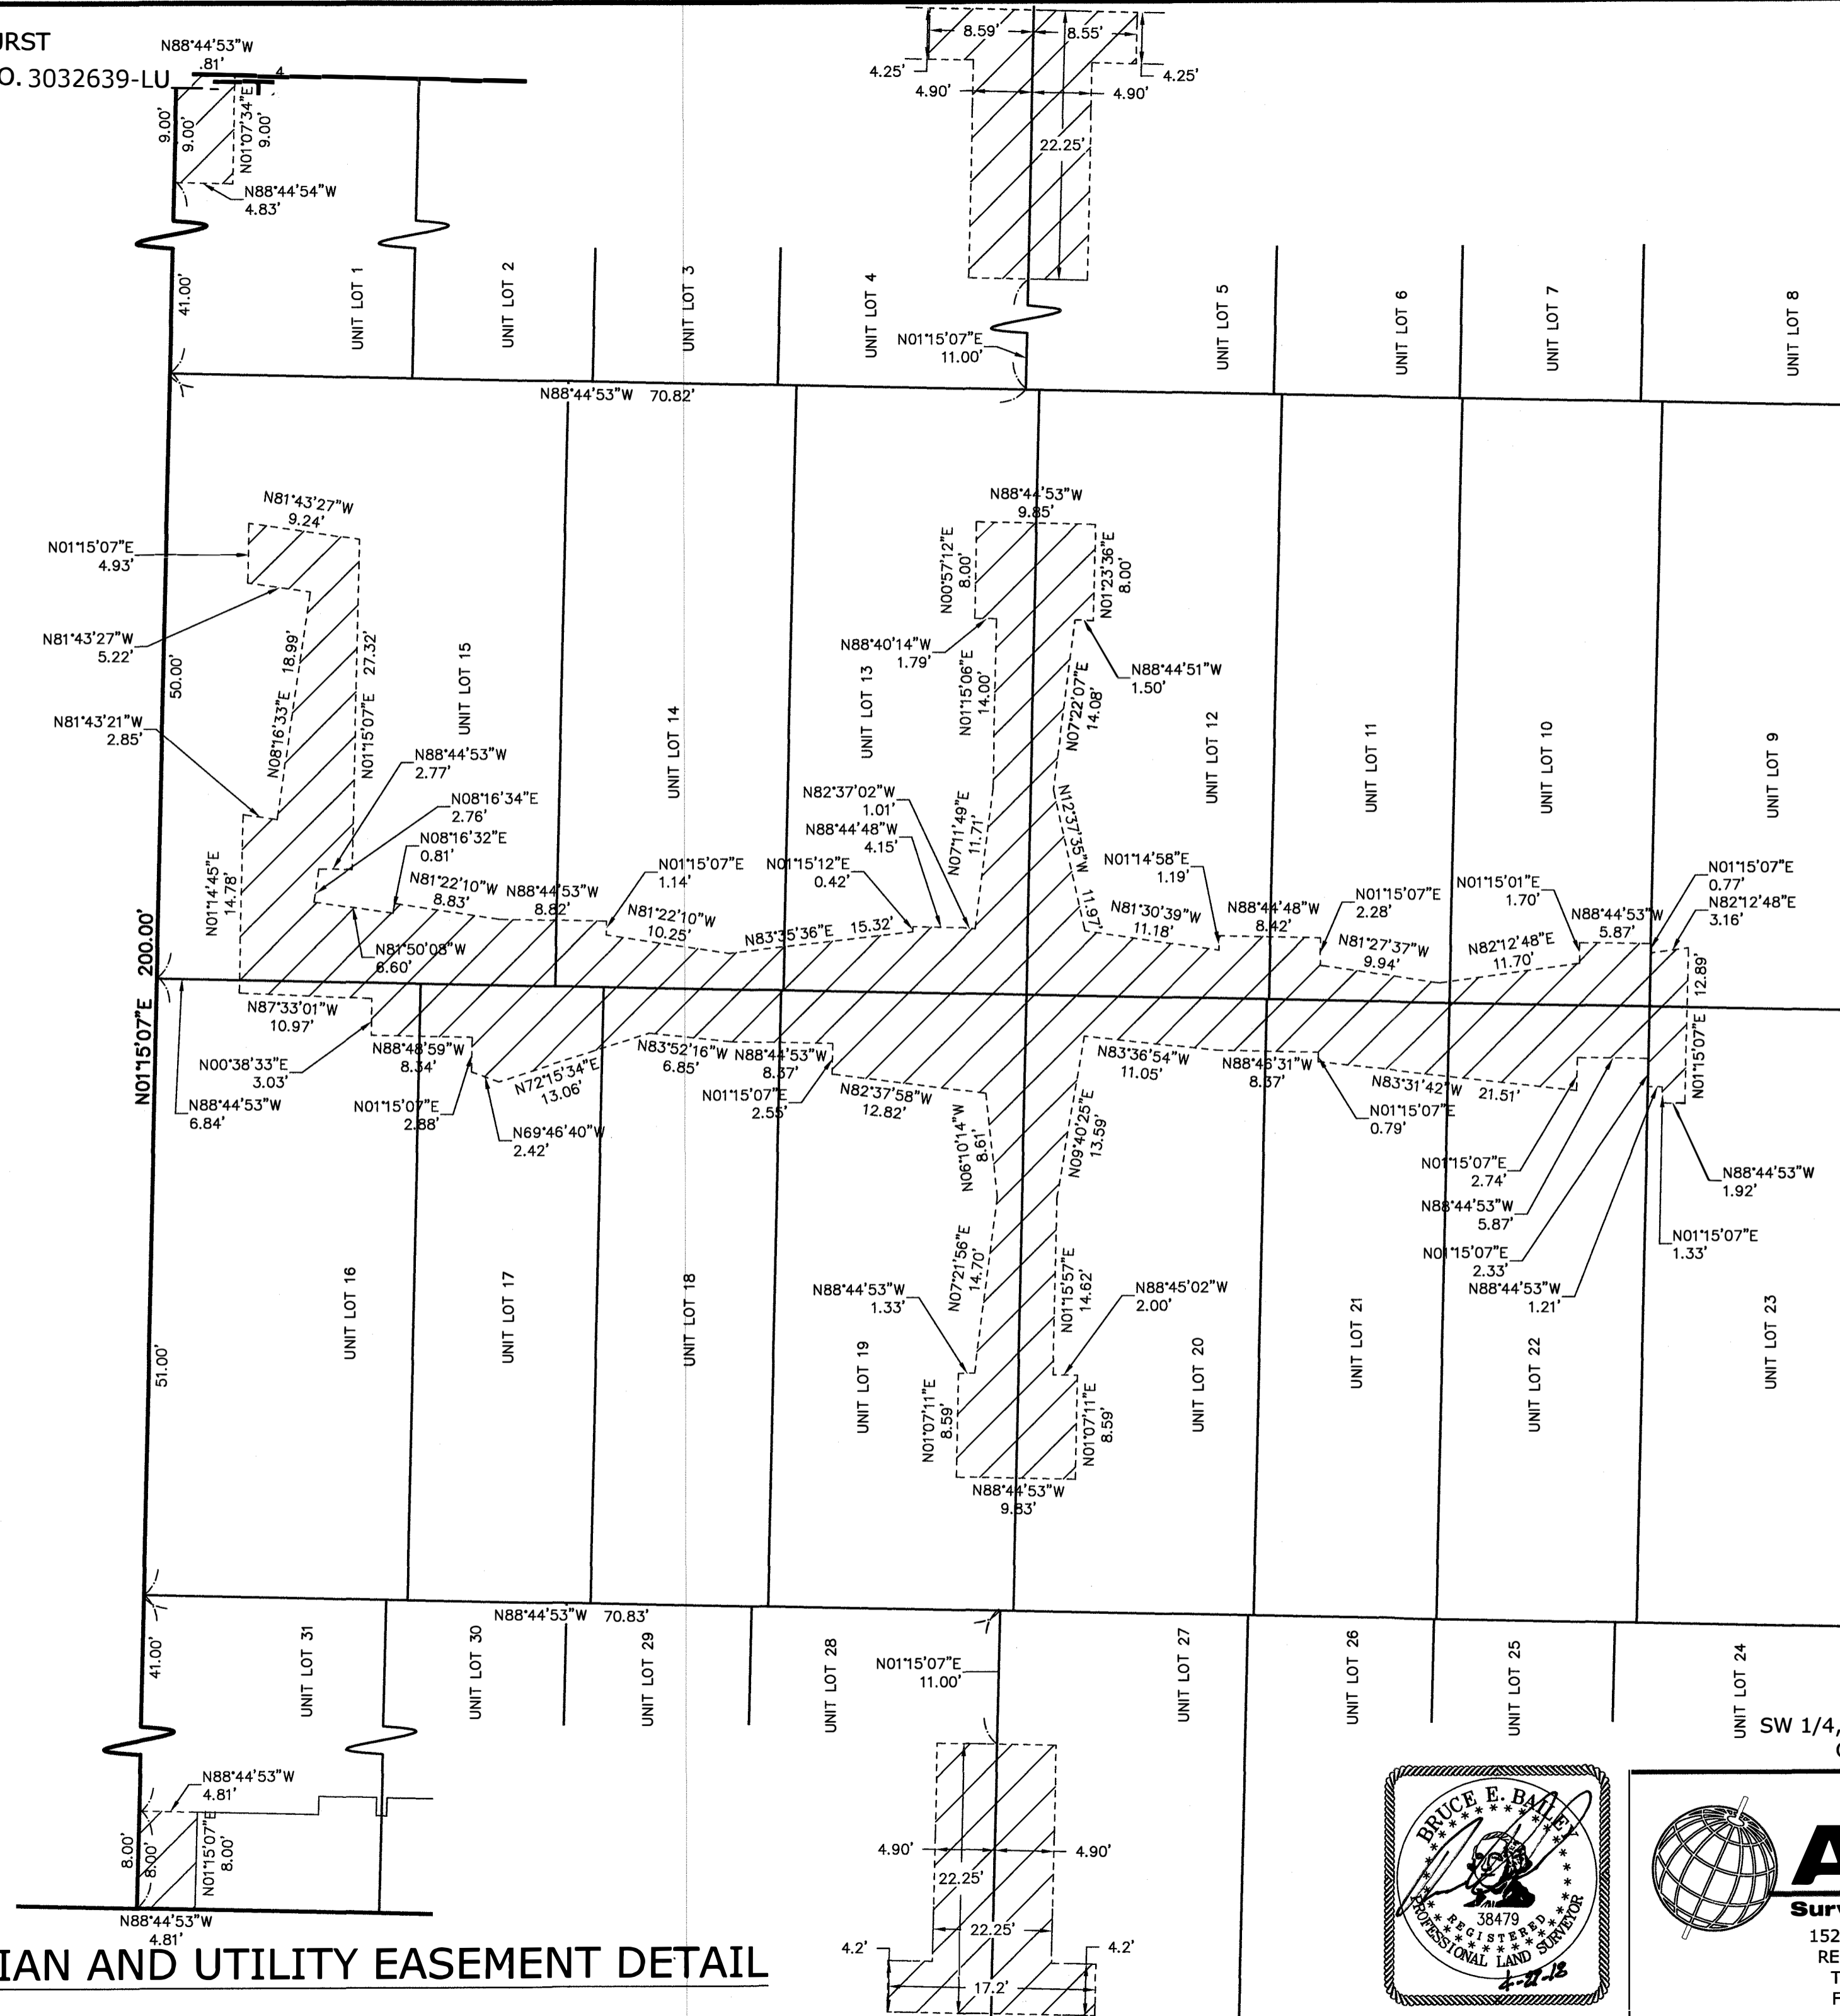 URST
O. 3032639-LU
N88°44'53"W
.81'
4
9.00'
9.00'
N01°07'34"E
9.00'
N88°44'54"W
4.83'
8.59'
8.55'
4.25'
4.25'
4.90'
4.90'
22.25'
41.00'
UNIT LOT 1
UNIT LOT 2
UNIT LOT 3
UNIT LOT 4
UNIT LOT 5
UNIT LOT 6
UNIT LOT 7
UNIT LOT 8
N01°15'07"E
11.00'
N88°44'53"W 70.82'
N81°43'27"W
9.24'
N01°15'07"E
4.93'
N81°43'27"W
5.22'
N81°43'21"W
2.85'
50.00'
N08°16'33"E 18.99'
N01°15'07"E 27.32'
UNIT LOT 15
UNIT LOT 14
UNIT LOT 13
UNIT LOT 12
UNIT LOT 11
UNIT LOT 10
UNIT LOT 9
N88°44'53"W
9.85'
N00°57'12"E
8.00'
N01°23'36"E
8.00'
N88°40'14"W
1.79'
N88°44'51"W
1.50'
N01°15'06"E
14.00'
N07°22'07"E
14.08'
N88°44'53"W
2.77'
N08°16'34"E
2.76'
N08°16'32"E
0.81'
N82°37'02"W
1.01'
N88°44'48"W
4.15'
N07°11'49"E
11.71'
N12°37'35"W 11.97'
N01°14'45"E
14.78'
N81°22'10"W
8.83'
N88°44'53"W
8.82'
N01°15'07"E
1.14'
N01°15'12"E
0.42'
N81°22'10"W
10.25'
N83°35'36"E 15.32'
N81°50'08"W
6.60'
N01°14'58"E
1.19'
N81°30'39"W
11.18'
N88°44'48"W
8.42'
N01°15'07"E
2.28'
N81°27'37"W
9.94'
N82°12'48"E
11.70'
N01°15'01"E
1.70'
N88°44'53"W
5.87'
N01°15'07"E
0.77'
N82°12'48"E
3.16'
N01°15'07"E 12.89'
N01°15'07"E 200.00'
N87°33'01"W
10.97'
N00°38'33"E
3.03'
N88°44'53"W
6.84'
N88°48'59"W
8.34'
N01°15'07"E
2.88'
N69°46'40"W
2.42'
N72°15'34"E
13.06'
N83°52'16"W
6.85'
N88°44'53"W
8.37'
N01°15'07"E
2.55'
N82°37'58"W
12.82'
N06°10'14"W
8.61'
N09°40'25"E
13.59'
N83°36'54"W
11.05'
N88°46'31"W
8.37'
N01°15'07"E
0.79'
N83°31'42"W 21.51'
N01°15'07"E
2.74'
N88°44'53"W
5.87'
N01°15'07"E
2.33'
N88°44'53"W
1.21'
N01°15'07"E
1.33'
N88°44'53"W
1.92'
51.00'
UNIT LOT 16
UNIT LOT 17
UNIT LOT 18
UNIT LOT 19
UNIT LOT 20
UNIT LOT 21
UNIT LOT 22
UNIT LOT 23
N07°21'56"E
14.70'
N01°15'57"E
14.62'
N88°44'53"W
1.33'
N88°45'02"W
2.00'
N01°07'11"E
8.59'
N01°07'11"E
8.59'
N88°44'53"W
9.83'
N88°44'53"W 70.83'
41.00'
UNIT LOT 31
UNIT LOT 30
UNIT LOT 29
UNIT LOT 28
UNIT LOT 27
UNIT LOT 26
UNIT LOT 25
UNIT LOT 24
N01°15'07"E
11.00'
N88°44'53"W
4.81'
8.00'
8.00'
N01°15'07"E
8.00'
N88°44'53"W
4.81'
4.90'
4.90'
22.25'
22.25'
4.2'
4.2'
17.2'
IAN AND UTILITY EASEMENT DETAIL
SW 1/4,
BRUCE E. BAILEY
38479
REGISTERED
PROFESSIONAL LAND SURVEYOR
A
Surv
152
RE
T
F